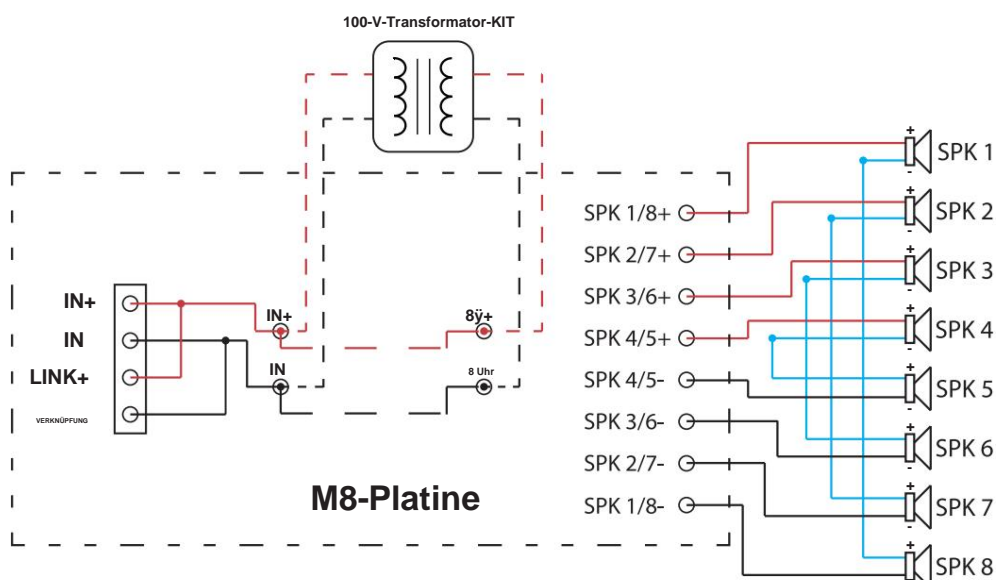 100-V-Transformator-KIT
IN+
IN
LINK+
VERKNÜPFUNG
IN+
IN
8ÿ+
8 Uhr
M8-Platine
SPK 1/8+
SPK 2/7+
SPK 3/6+
SPK 4/5+
SPK 4/5-
SPK 3/6-
SPK 2/7-
SPK 1/8-
+
-
SPK 1
+
-
SPK 2
+
-
SPK 3
+
-
SPK 4
+
-
SPK 5
+
-
SPK 6
+
-
SPK 7
+
SPK 8